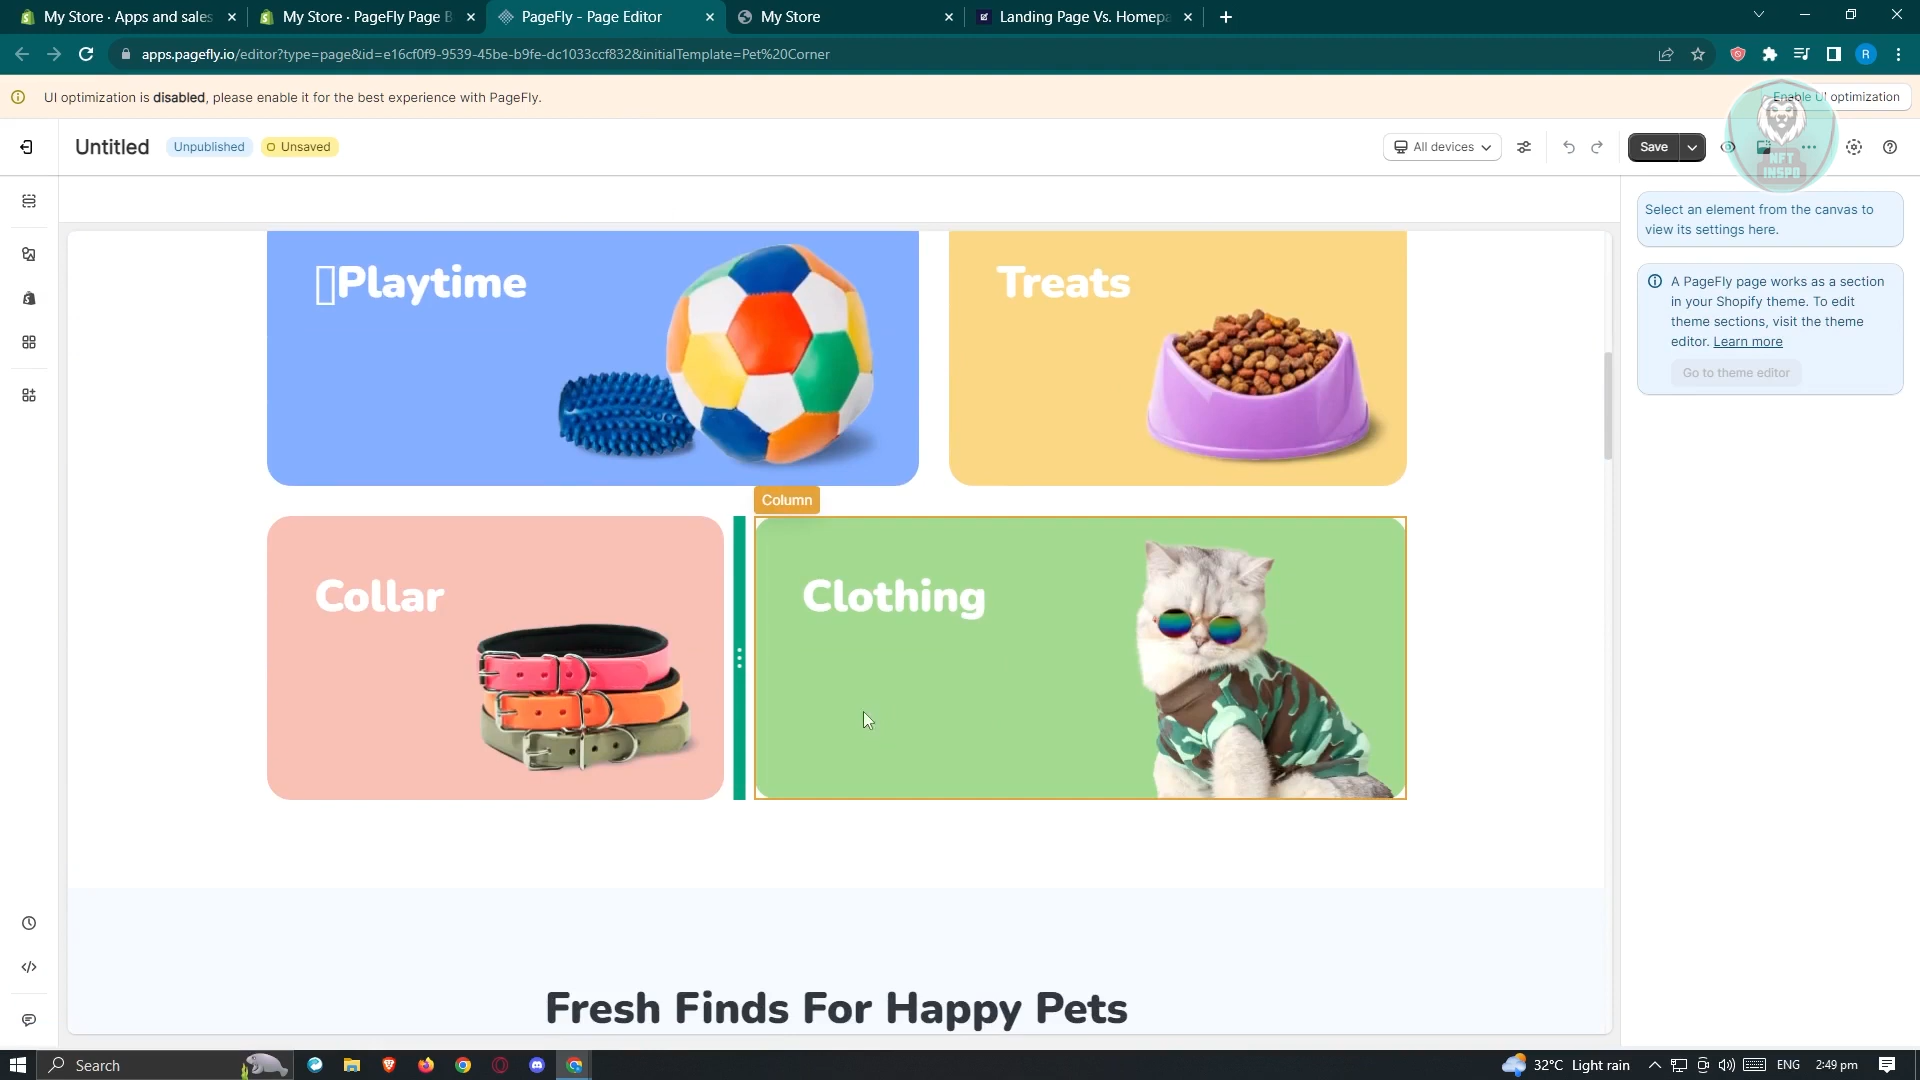 My Store · Apps and sales
My Store · PageFly Page B
PageFly - Page Editor
My Store
Landing Page Vs. Homepa
apps.pagefly.io/editor?type=page&id=e16cf0f9-9539-45be-b9fe-dc1033ccf832&initialTemplate=Pet%20Corner
R
UI optimization is disabled, please enable it for the best experience with PageFly.
Enable UI optimization
Untitled
Unpublished
Unsaved
All devices
Save
NFT
INSPO
Select an element from the canvas to
view its settings here.
A PageFly page works as a section
in your Shopify theme. To edit
theme sections, visit the theme
editor. Learn more
Go to theme editor
Playtime
Treats
Column
Collar
Clothing
Fresh Finds For Happy Pets
Search
32°C Light rain
ENG
2:49 pm